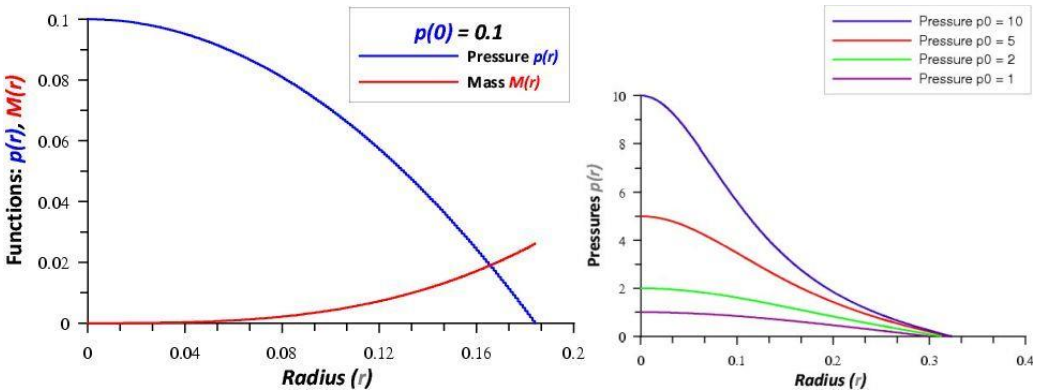 p(0) = 0.1
Pressure p(r)
Mass M(r)
Functions: p(r), M(r)
0.1
0.08
0.06
0.04
0.02
0
0 0.04 0.08 0.12 0.16 0.2
Radius (r)
Pressure p0 = 10
Pressure p0 = 5
Pressure p0 = 2
Pressure p0 = 1
Pressures p(r)
10
8
6
4
2
0
0 0.1 0.2 0.3 0.4
Radius (r)